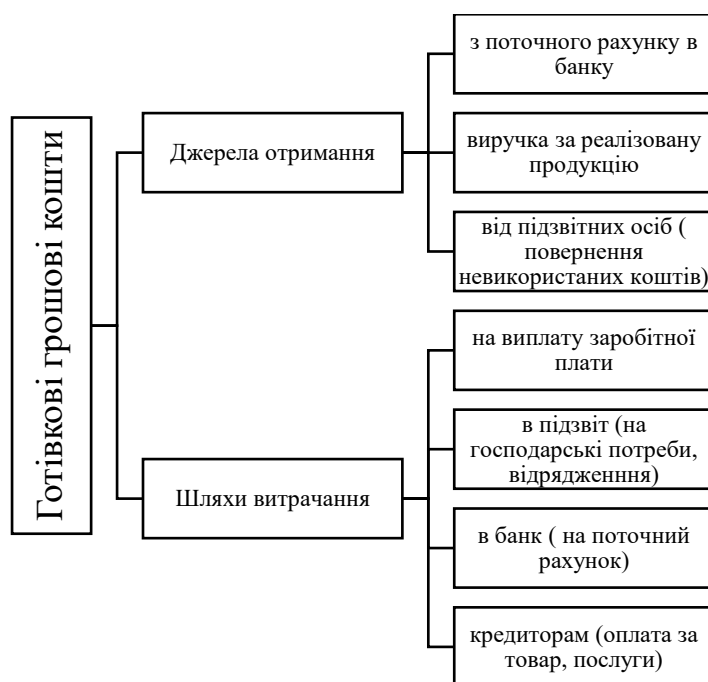 Готівкові грошові кошти
Джерела отримання
з поточного рахунку в
банку
виручка за реалізовану
продукцію
від підзвітних осіб (
повернення
невикористаних коштів)
Шляхи витрачання
на виплату заробітної
плати
в підзвіт (на
господарські потреби,
відрядженння)
в банк ( на поточний
рахунок)
кредиторам (оплата за
товар, послуги)